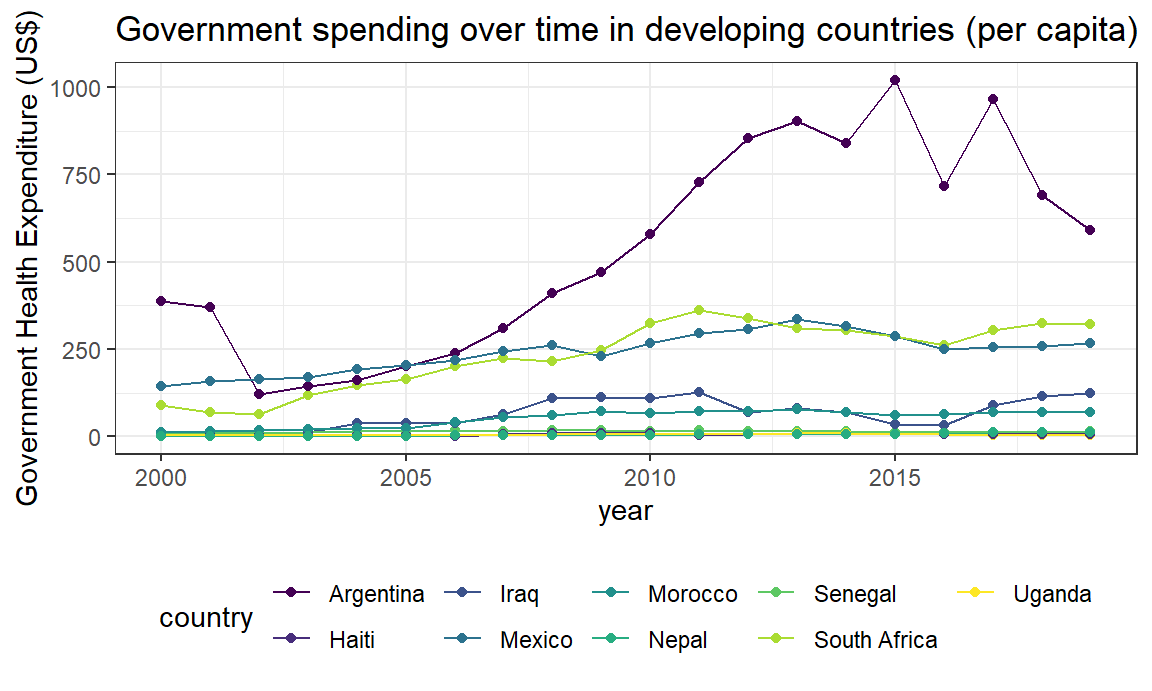 Government spending over time in developing countries (per capita)
Government Health Expenditure (US$)
1000
750
500
250
0
2000 2005 2010 2015
year
country
Argentina Iraq Morocco Senegal Uganda
Haiti Mexico Nepal South Africa